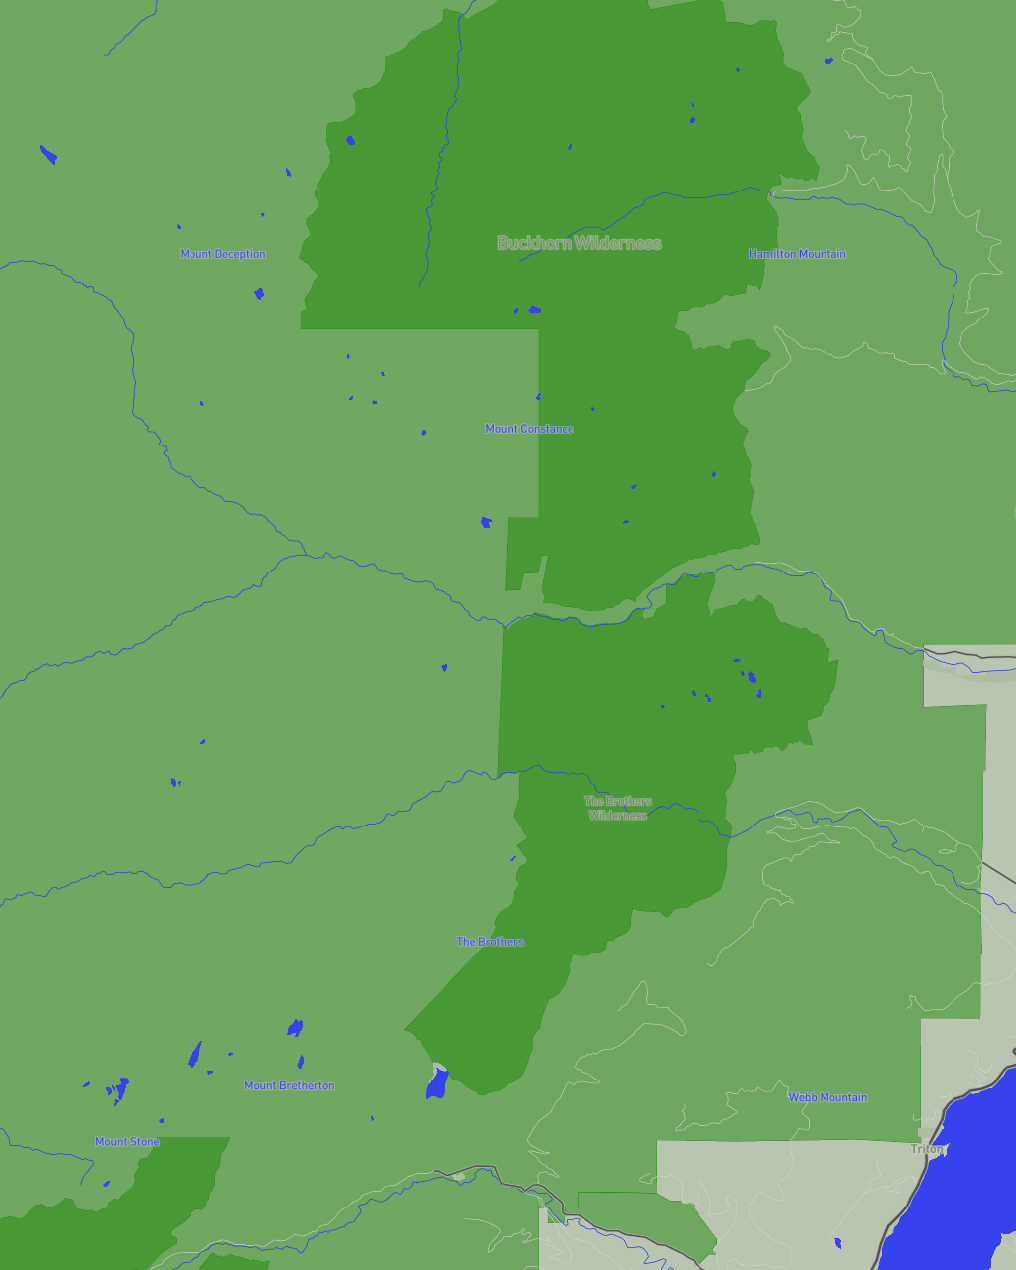 Buckhorn Wilderness
Mount Deception
Hamilton Mountain
Mount Constance
The Brothers
Wilderness
The Brothers
Mount Bretherton
Webb Mountain
Mount Stone
Triton